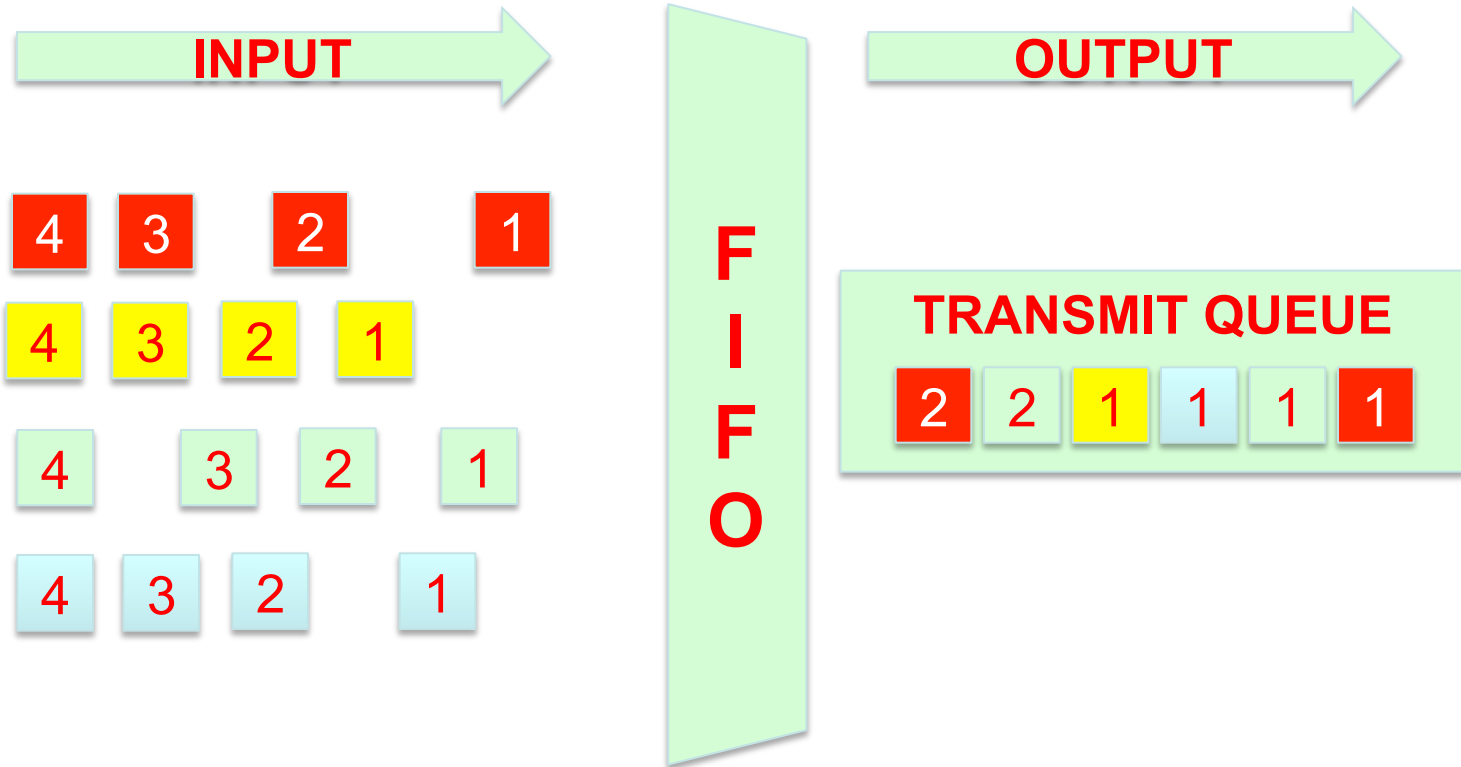 INPUT
OUTPUT
4 3 2 1
4 3 2 1
4 3 2 1
4 3 2 1
F
I
F
O
TRANSMIT QUEUE
2 2 1 1 1 1